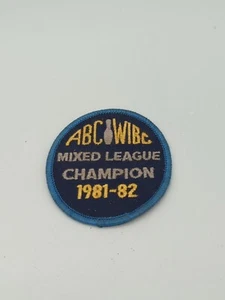 ABC WIBC
MIXED LEAGUE
CHAMPION
1981-82